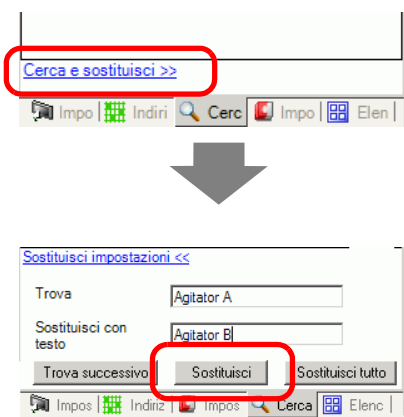 Cerca e sostituisci >>
Impo Indiri Cerc Impo Elen
Sostituisci impostazioni <<
Trova Agitator A
Sostituisci con testo Agitator B
Trova successivo Sostituisci Sostituisci tutto
Impos Indiriz Impos Cerca Elenc